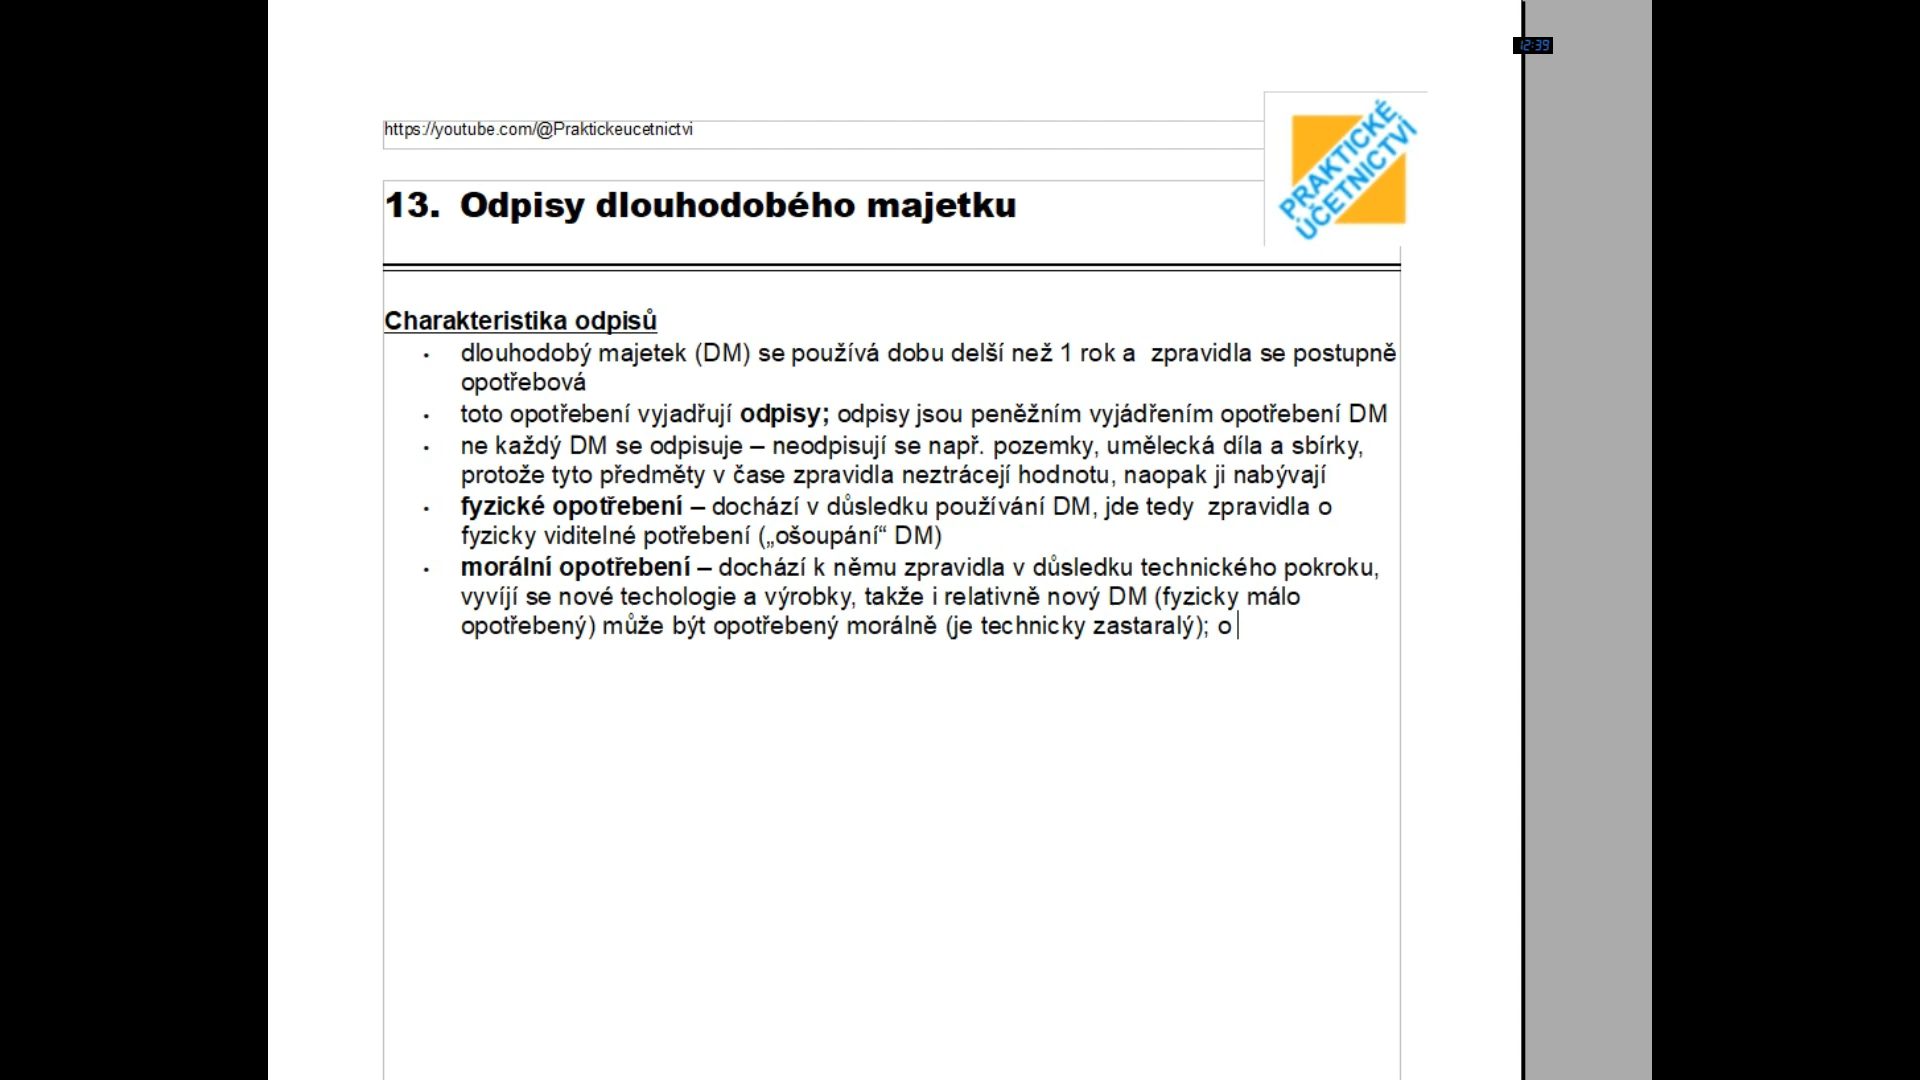 12:39
https://youtube.com/@Praktickeucetnictvi
PRAKTICKÉ
ÚČETNICTVÍ
13. Odpisy dlouhodobého majetku
Charakteristika odpisů
• dlouhodobý majetek (DM) se používá dobu delší než 1 rok a  zpravidla se postupně
opotřebová
• toto opotřebení vyjadřují odpisy; odpisy jsou peněžním vyjádřením opotřebení DM
• ne každý DM se odpisuje – neodpisují se např. pozemky, umělecká díla a sbírky,
protože tyto předměty v čase zpravidla neztrácejí hodnotu, naopak ji nabývají
• fyzické opotřebení – dochází v důsledku používání DM, jde tedy  zpravidla o
fyzicky viditelné potřebení („ošoupání“ DM)
• morální opotřebení – dochází k němu zpravidla v důsledku technického pokroku,
vyvíjí se nové techologie a výrobky, takže i relativně nový DM (fyzicky málo
opotřebený) může být opotřebený morálně (je technicky zastaralý); o